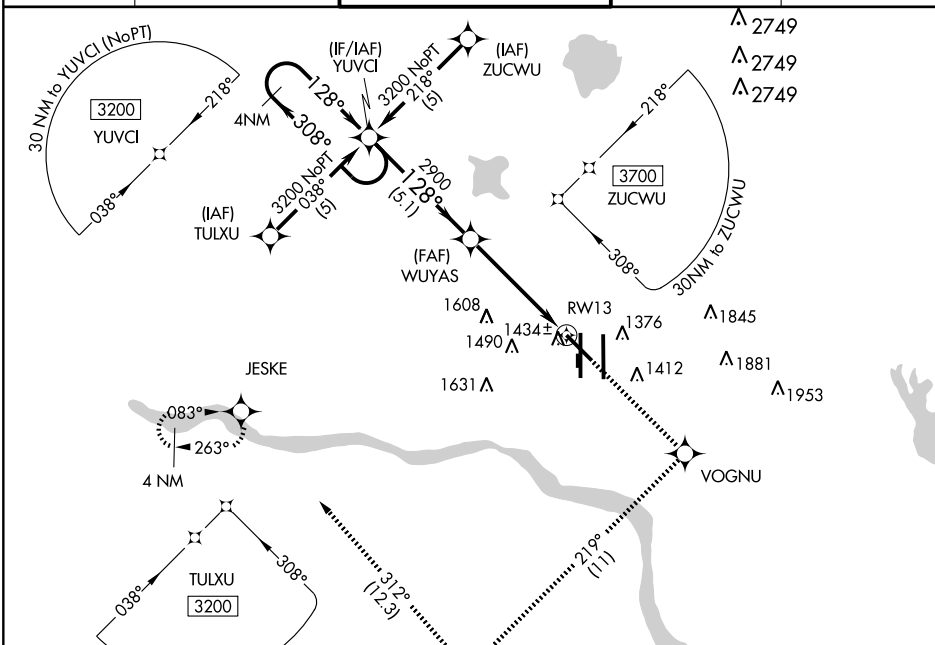 2749
2749
2749
30 NM to YUVCI (NoPT)
3200
YUVCI
218°
038°
(IF/IAF)
YUVCI
(IAF)
ZUCWU
3200 NoPT
218°
(5)
128°
4NM
308°
3200 NoPT
038°
(5)
(IAF)
TULXU
2900
128°
(5.1)
(FAF)
WUYAS
218°
3700
ZUCWU
308°
30NM to ZUCWU
RW13
1608
1434±
1490
1376
1845
1631
1412
1881
1953
JESKE
083°
263°
4 NM
VOGNU
219°
(11)
312°
(12.3)
TULXU
3200
038°
308°